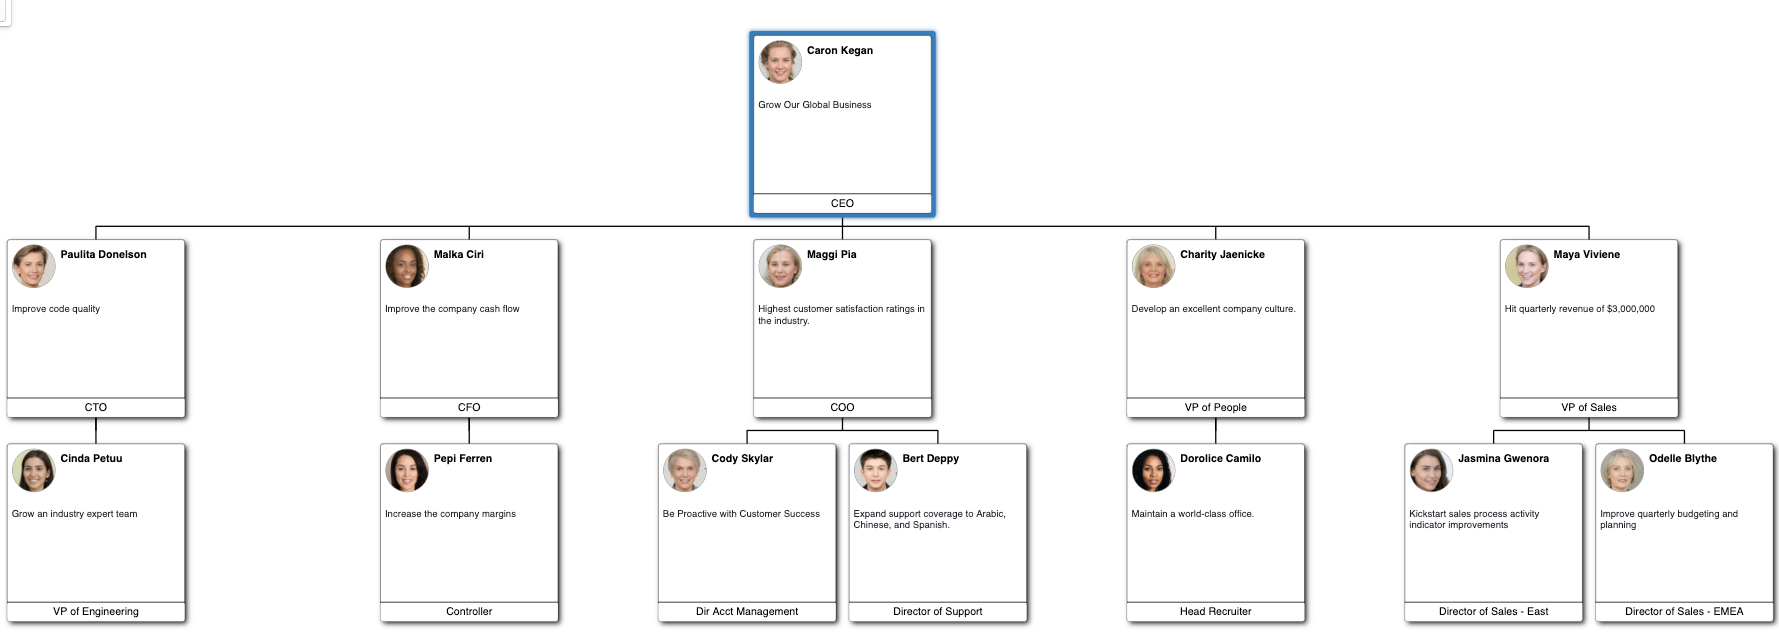 Caron Kegan
Grow Our Global Business
CEO
Paulita Donelson
Improve code quality
CTO
Malka Ciri
Improve the company cash flow
CFO
Maggi Pia
Highest customer satisfaction ratings in
the industry.
COO
Charity Jaenicke
Develop an excellent company culture.
VP of People
Maya Viviene
Hit quarterly revenue of $3,000,000
VP of Sales
Cinda Petuu
Grow an industry expert team
VP of Engineering
Pepi Ferren
Increase the company margins
Controller
Cody Skylar
Be Proactive with Customer Success
Dir Acct Management
Bert Deppy
Expand support coverage to Arabic,
Chinese, and Spanish.
Director of Support
Dorolice Camilo
Maintain a world-class office.
Head Recruiter
Jasmina Gwenora
Kickstart sales process activity
indicator improvements
Director of Sales - East
Odelle Blythe
Improve quarterly budgeting and
planning
Director of Sales - EMEA